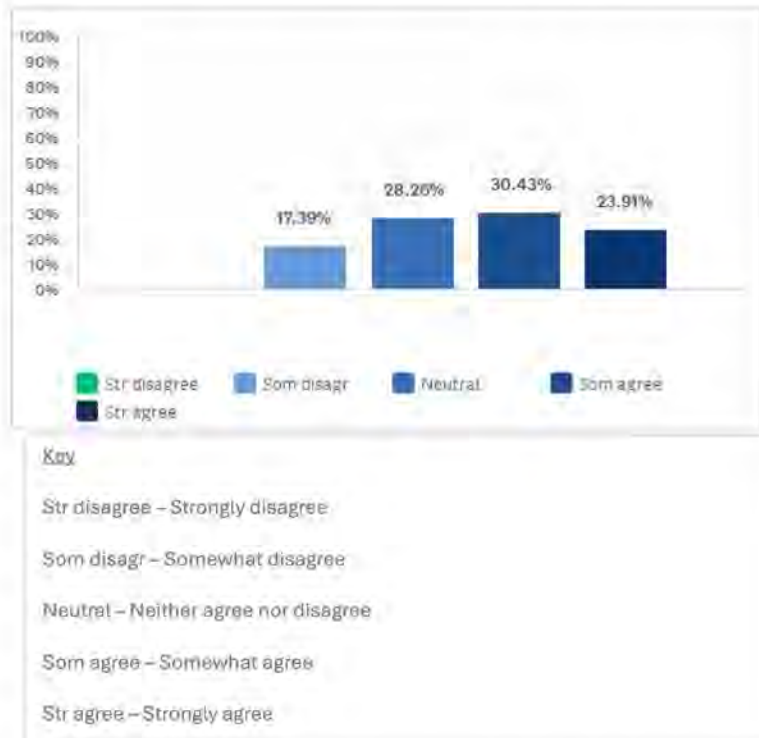 100%
90%
80%
70%
60%
50%
40%
30%
20%
10%
0%
17.39%
28.26%
30.43%
23.91%
Str disagree
Som disagr
Neutral
Som agree
Str agree
Key
Str disagree – Strongly disagree
Som disagr – Somewhat disagree
Neutral – Neither agree nor disagree
Som agree – Somewhat agree
Str agree – Strongly agree